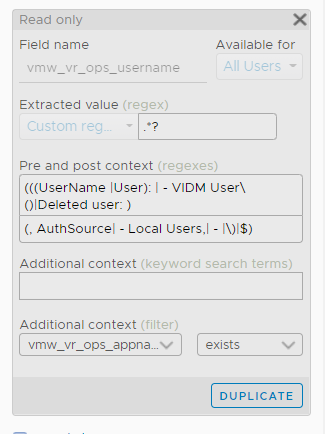 Read only
Field name
Available for
vmw_vr_ops_username
All Users
Extracted value (regex)
Custom reg...
.*?
Pre and post context (regexes)
(((UserName |User): | - VIDM User\
()|Deleted user: )
(, AuthSource| - Local Users,| - |\)|$)
Additional context (keyword search terms)
Additional context (filter)
vmw_vr_ops_appna...
exists
DUPLICATE